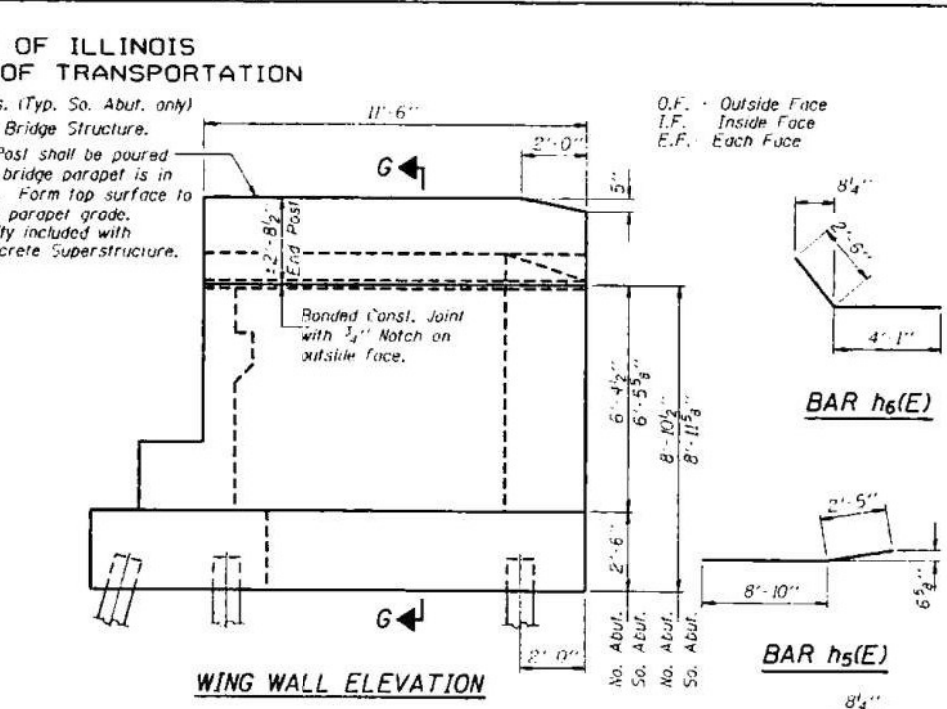 OF ILLINOIS
OF TRANSPORTATION
s. (Typ. So. Abut. only)
Bridge Structure.
Post shall be poured
bridge parapet is in
Form top surface to
parapet grade.
ty included with
crete Superstructure.
11'-6"
2'-0"
5"
G
±2'-8½"
End Post
Bonded Const. Joint
with ¾" Notch on
outside face.
O.F. - Outside Face
I.F. Inside Face
E.F. Each Face
8¼"
2'-6"
4'-1"
BAR h6(E)
6'-4½"
6'-5⅝"
8'-10½"
8'-11⅝"
2'-6"
2'-5"
8'-10"
6⅝"
BAR h5(E)
8¼"
G
2'-0"
No. Abut.
So. Abut.
No. Abut.
So. Abut.
WING WALL ELEVATION